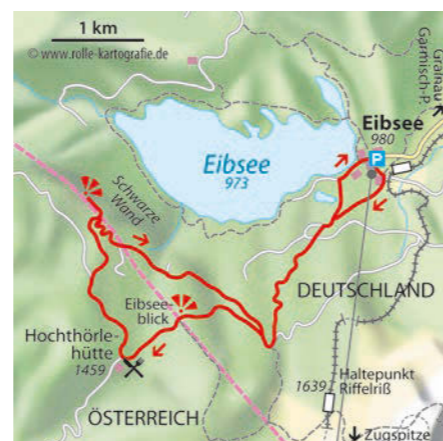 1 km
© www.rolle-kartografie.de
Grainau
Garmisch-P.
Eibsee
980
P
Eibsee
973
Schwarze
Wand
DEUTSCHLAND
Eibsee-
blick
Hochthörle-
hütte
1459
Haltepunkt
1639 Riffelriß
ÖSTERREICH
Zugspitze